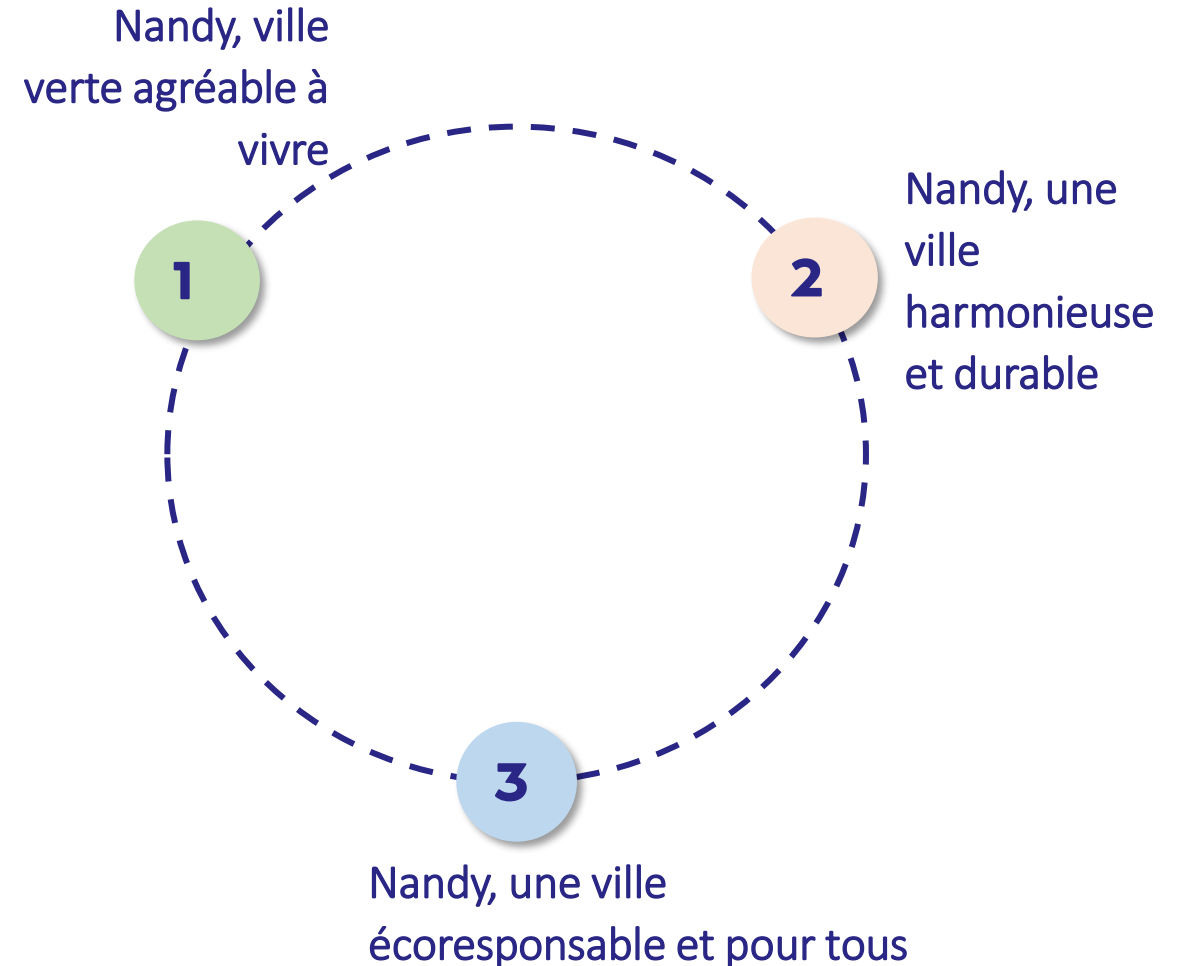 Nandy, ville
verte agréable à
vivre
1
2
Nandy, une
ville
harmonieuse
et durable
3
Nandy, une ville
écoresponsable et pour tous